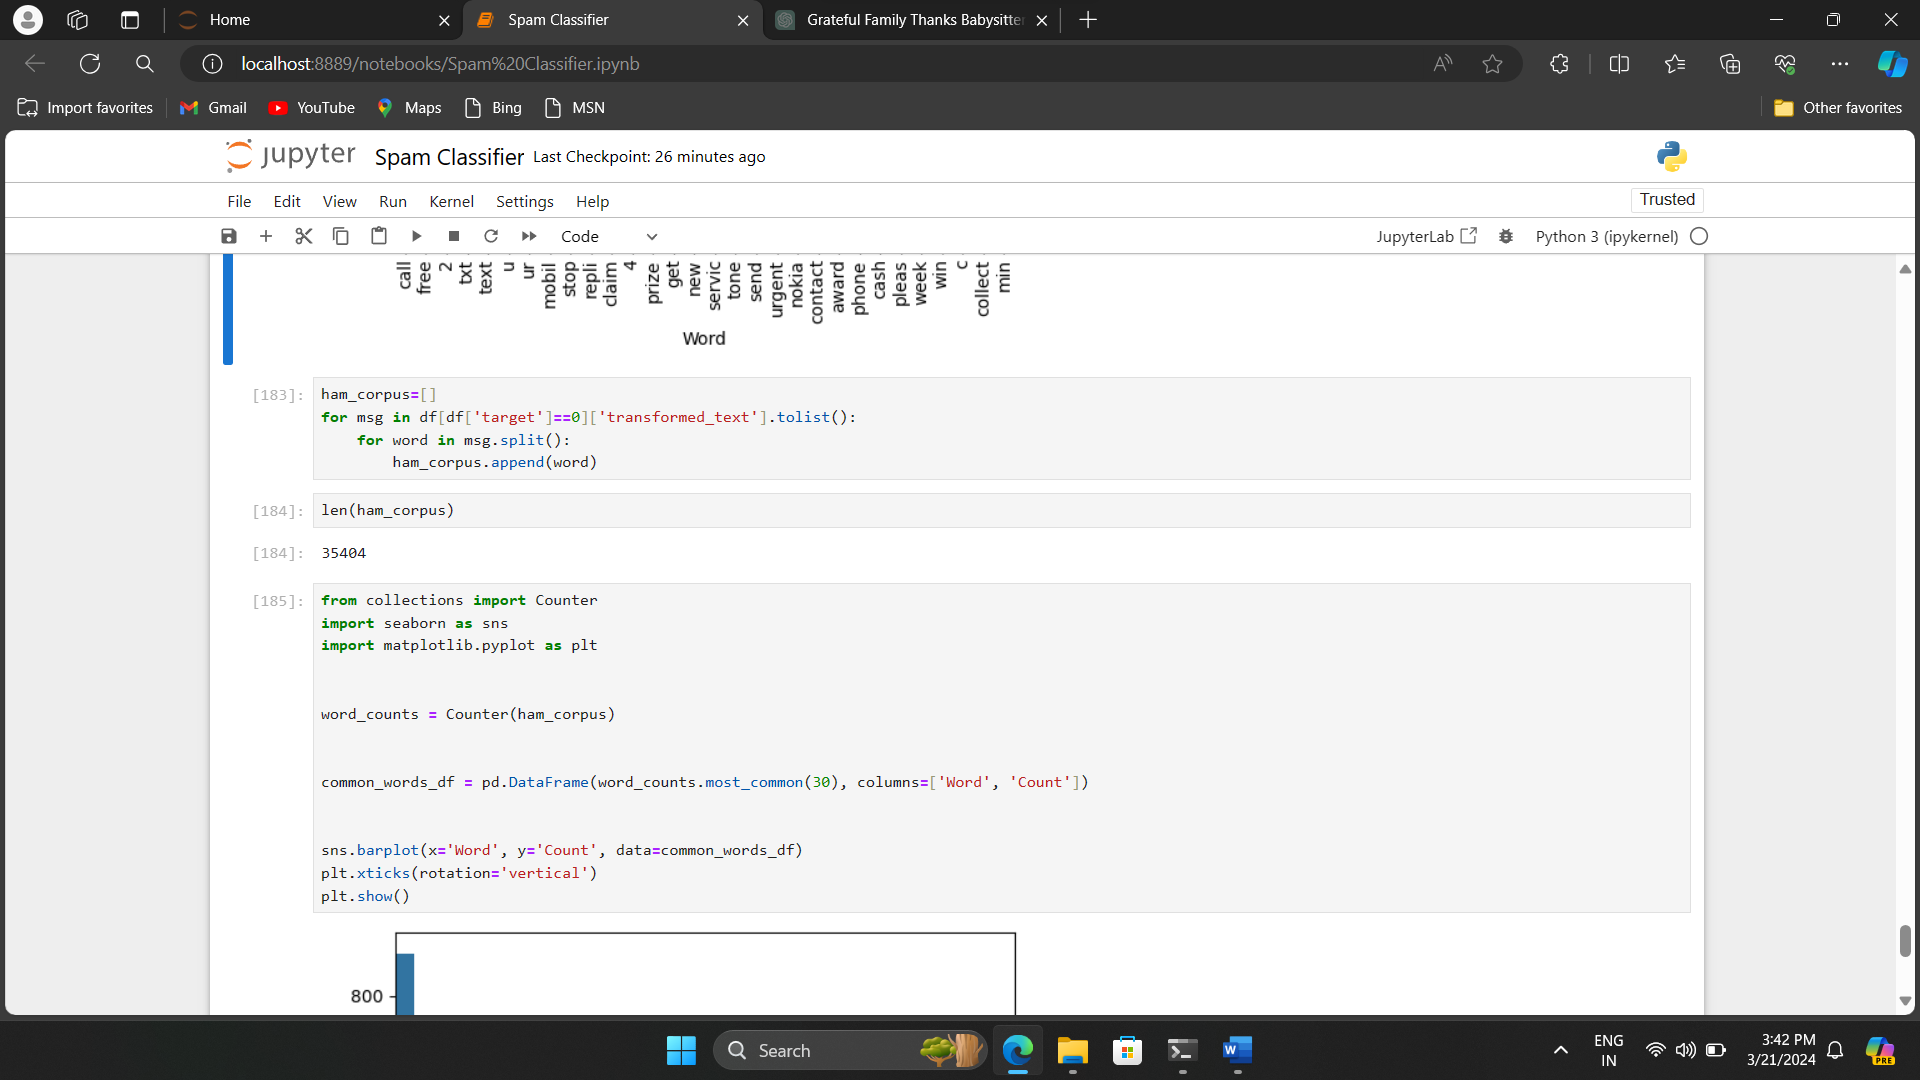 Home
Spam Classifier
Grateful Family Thanks Babysitter
localhost:8889/notebooks/Spam%20Classifier.ipynb
Import favorites
Gmail
YouTube
Maps
Bing
MSN
Other favorites
jupyter
Spam Classifier
Last Checkpoint: 26 minutes ago
File
Edit
View
Run
Kernel
Settings
Help
Trusted
Code
JupyterLab
Python 3 (ipykernel)
call
free
2
txt
text
u
ur
mobil
stop
repli
claim
4
prize
get
new
servic
tone
send
urgent
nokia
contact
award
phone
cash
pleas
week
win
c
collect
min
Word
[183]:
ham_corpus=[]
for msg in df[df['target']==0]['transformed_text'].tolist():
    for word in msg.split():
        ham_corpus.append(word)
[184]:
len(ham_corpus)
[184]:
35404
[185]:
from collections import Counter
import seaborn as sns
import matplotlib.pyplot as plt
word_counts = Counter(ham_corpus)
common_words_df = pd.DataFrame(word_counts.most_common(30), columns=['Word', 'Count'])
sns.barplot(x='Word', y='Count', data=common_words_df)
plt.xticks(rotation='vertical')
plt.show()
800
Search
ENG
IN
3:42 PM
3/21/2024
PRE